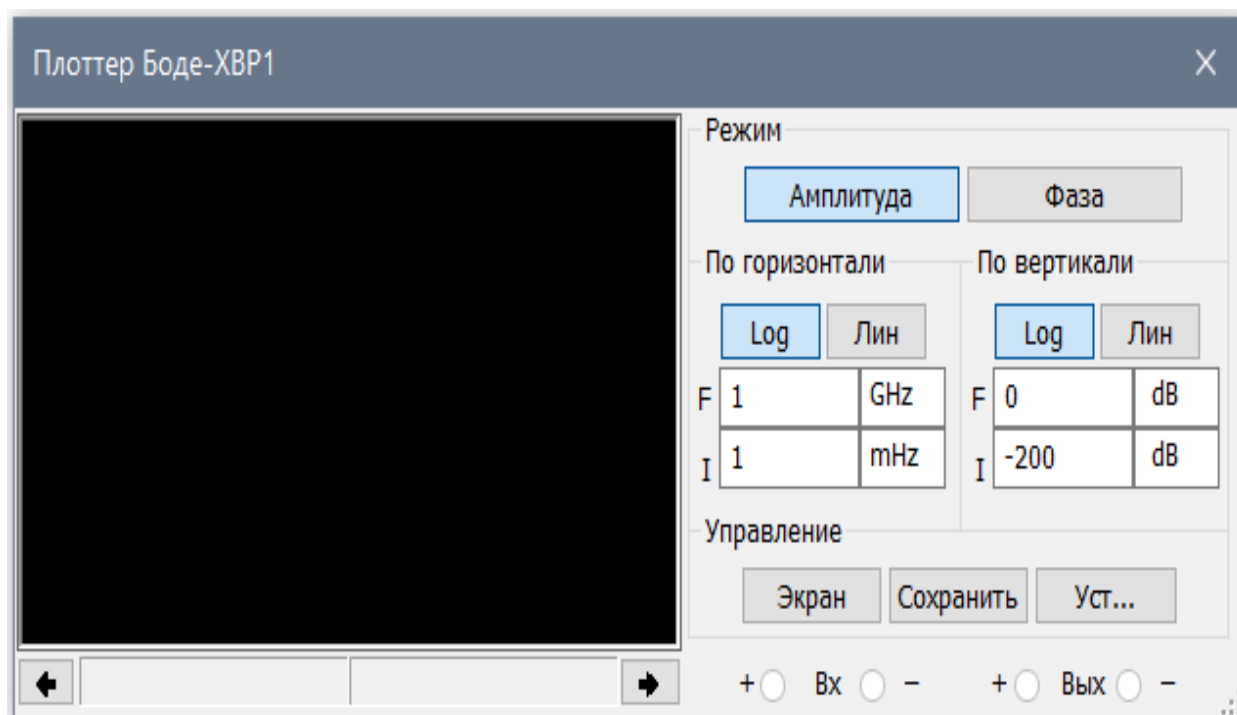 Плоттер Боде-XBP1
Режим
Амплитуда Фаза
По горизонтали По вертикали
Log Лин Log Лин
F 1 GHz F 0 dB
I 1 mHz I -200 dB
Управление
Экран Сохранить Уст...
+ Вх - + Вых -